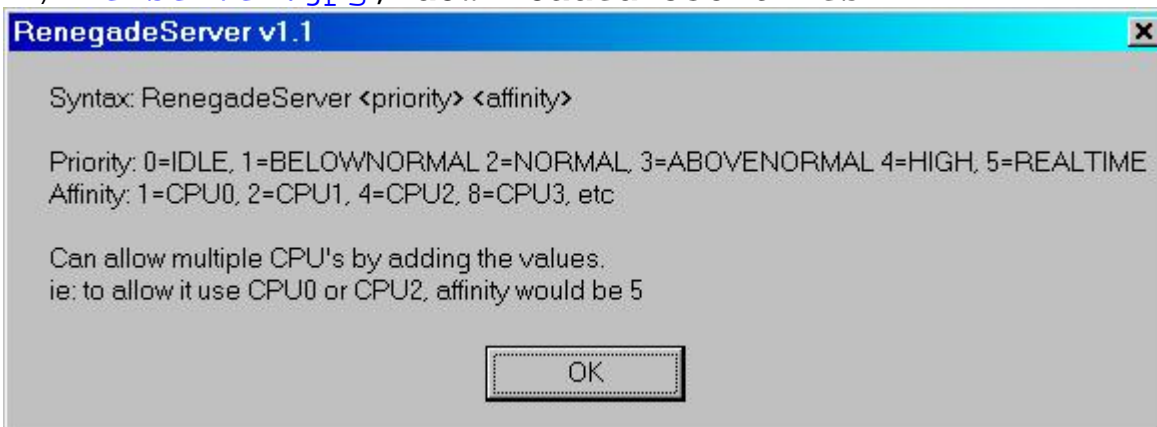 RenegadeServer v1.1
Syntax: RenegadeServer <priority> <affinity>
Priority: 0=IDLE, 1=BELOWNORMAL 2=NORMAL, 3=ABOVENORMAL 4=HIGH, 5=REALTIME
Affinity: 1=CPU0, 2=CPU1, 4=CPU2, 8=CPU3, etc
Can allow multiple CPU's by adding the values.
ie: to allow it use CPU0 or CPU2, affinity would be 5
OK